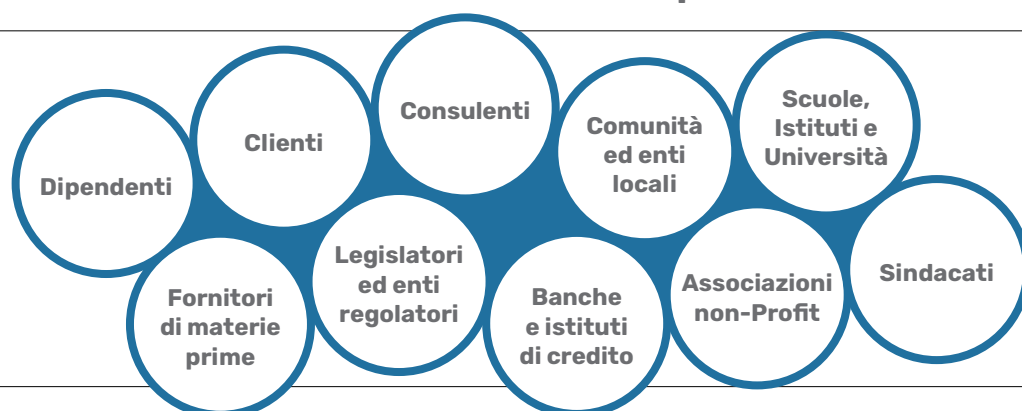 Dipendenti
Clienti
Consulenti
Comunità
ed enti
locali
Scuole,
Istituti e
Università
Fornitori
di materie
prime
Legislatori
ed enti
regolatori
Banche
e istituti
di credito
Associazioni
non-Profit
Sindacati